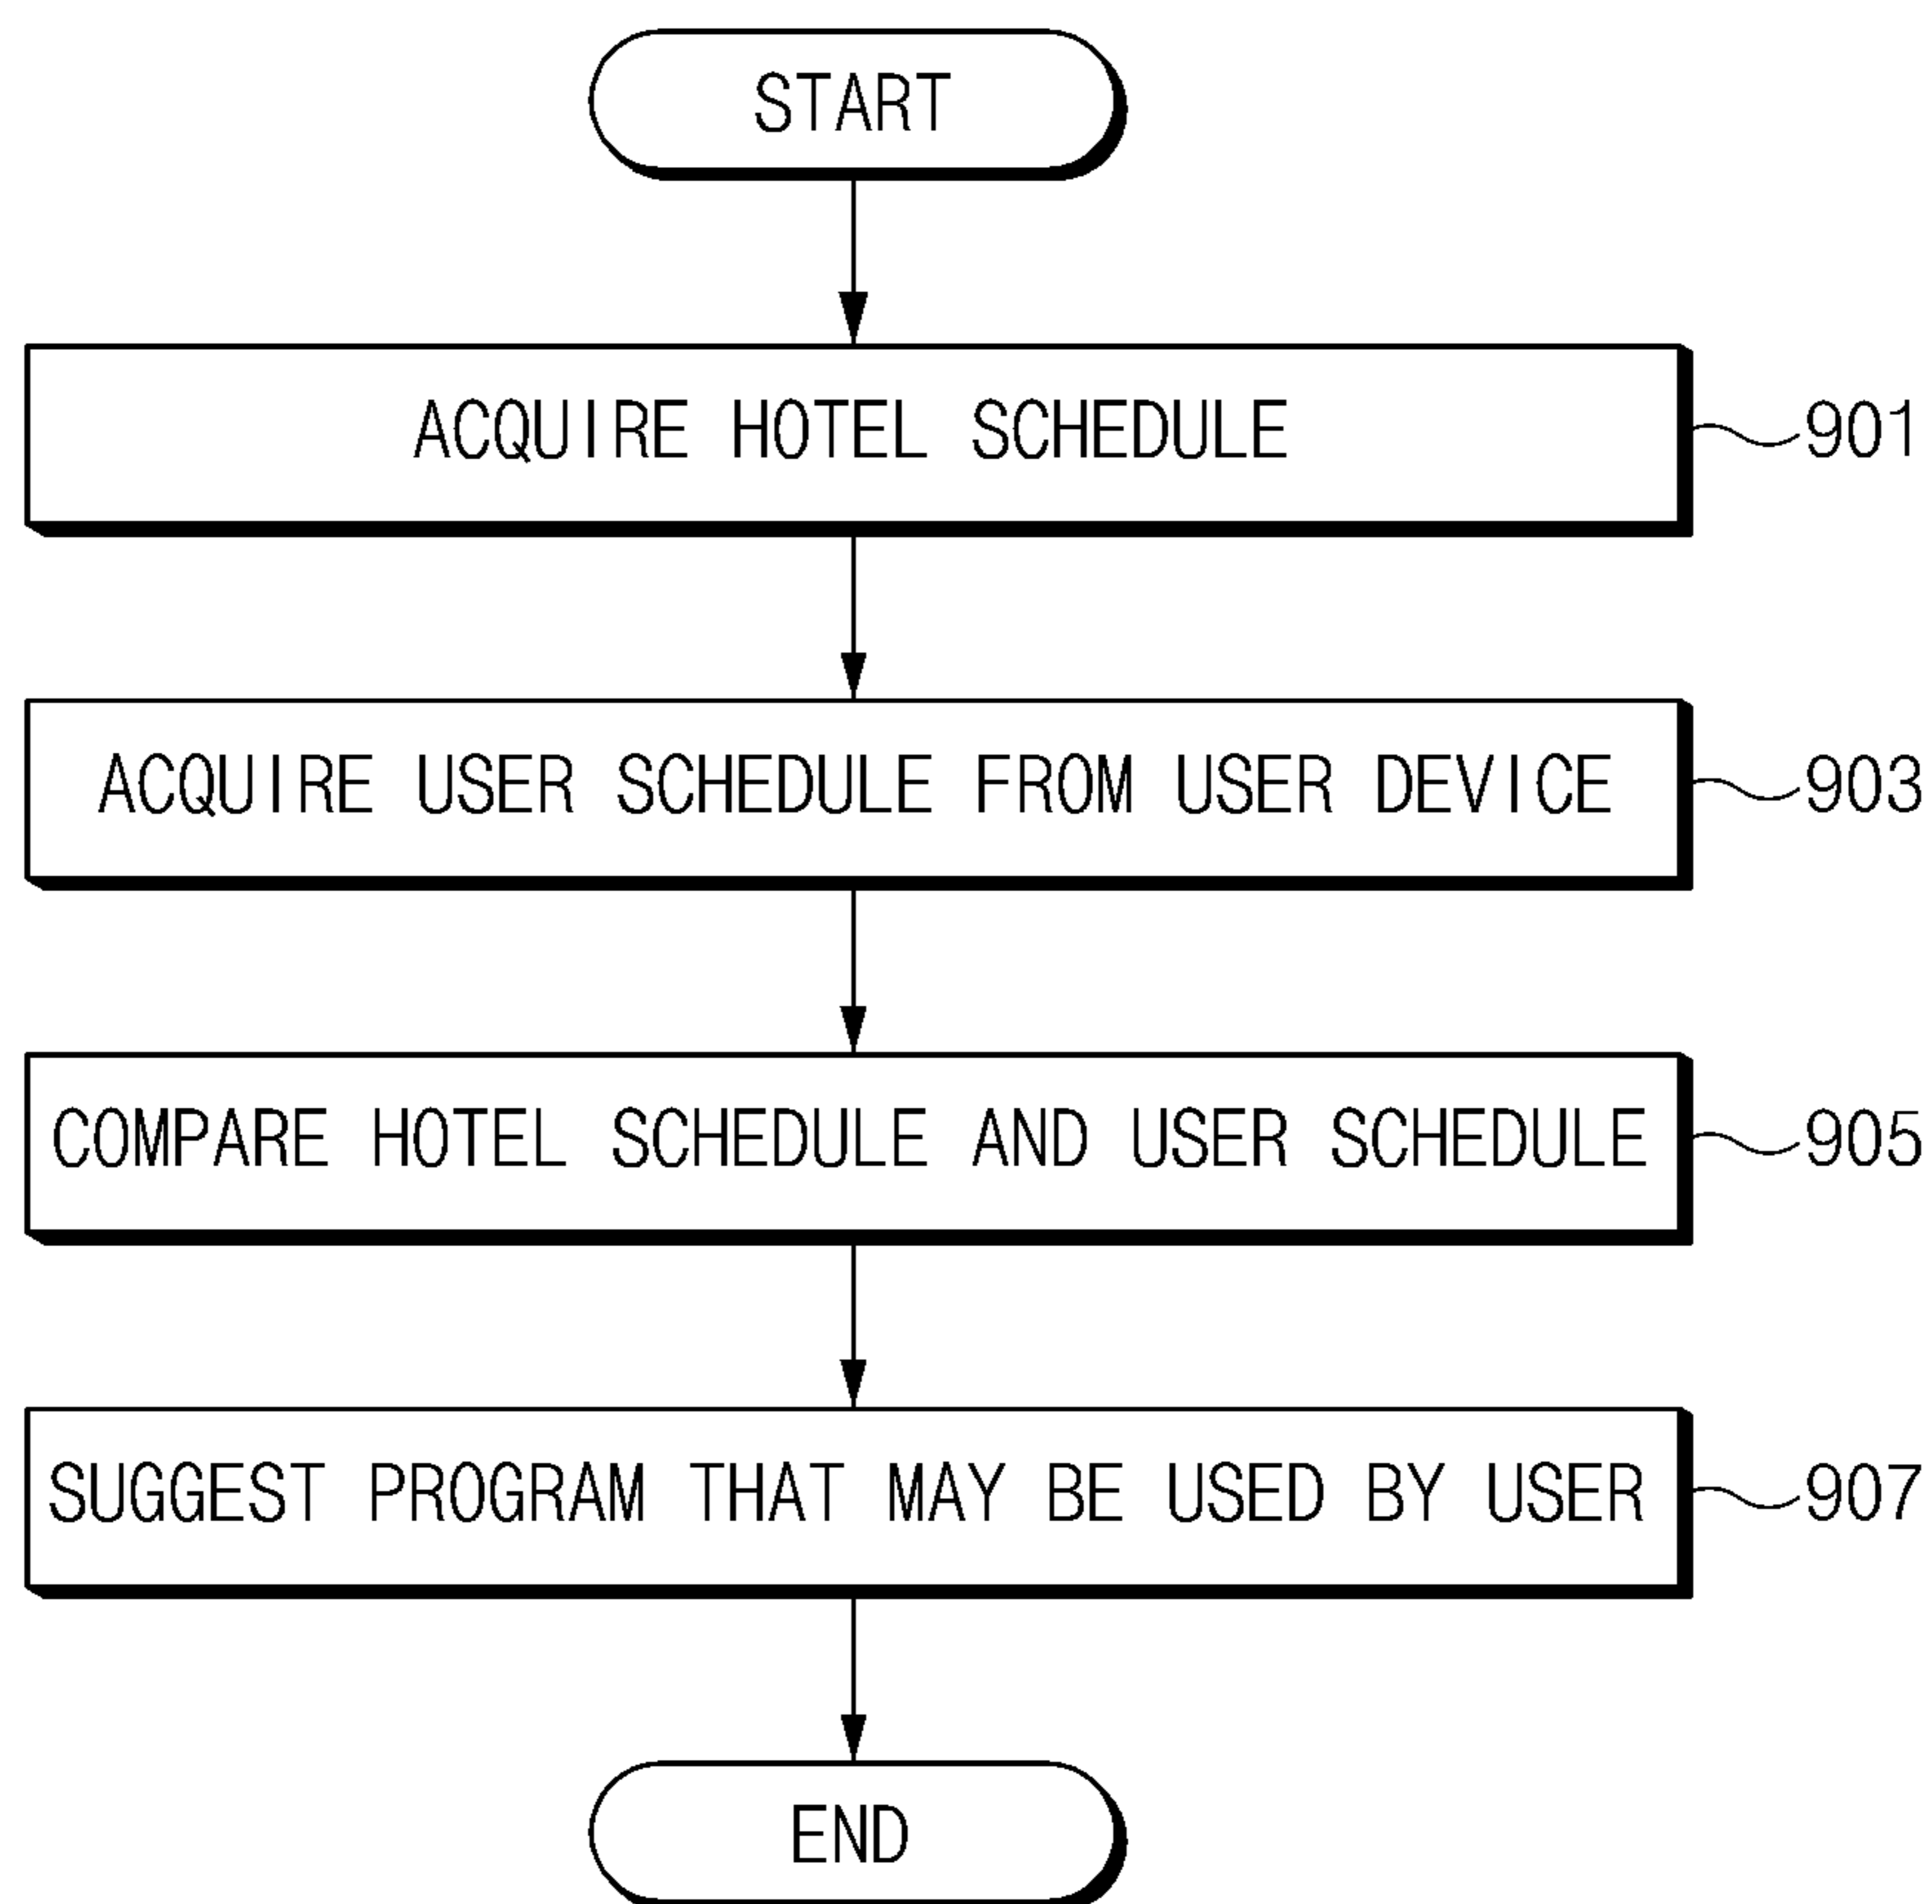 START
ACQUIRE HOTEL SCHEDULE
901
ACQUIRE USER SCHEDULE FROM USER DEVICE
903
COMPARE HOTEL SCHEDULE AND USER SCHEDULE
905
SUGGEST PROGRAM THAT MAY BE USED BY USER
907
END